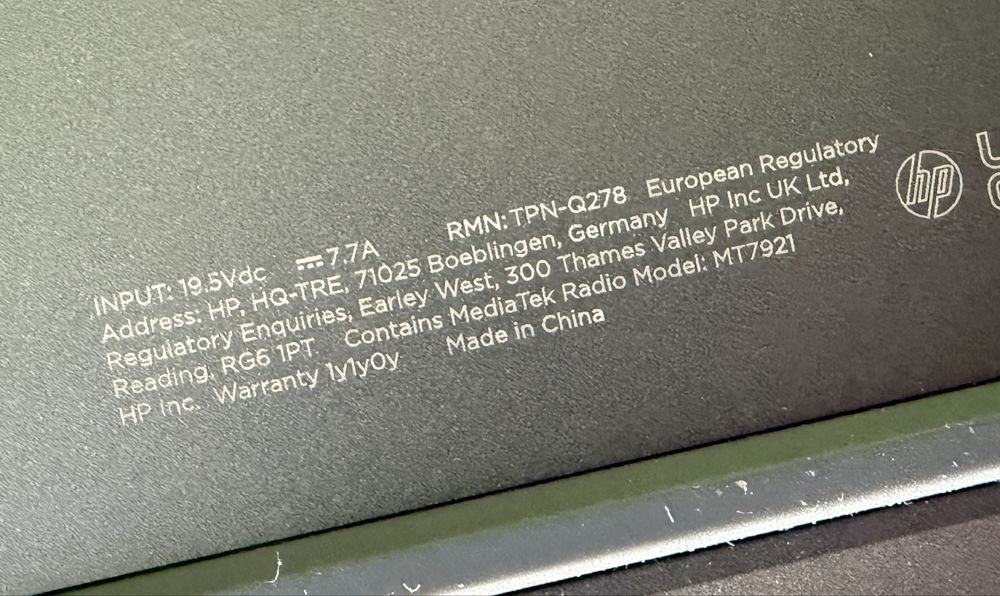 INPUT: 19.5Vdc ⎓ 7.7A RMN: TPN-Q278 European Regulatory
Address: HP, HQ-TRE, 71025 Boeblingen, Germany HP Inc UK Ltd,
Regulatory Enquiries, Earley West, 300 Thames Valley Park Drive,
Reading, RG6 1PT. Contains MediaTek Radio Model: MT7921
HP Inc. Warranty 1y1y0y Made in China
hp